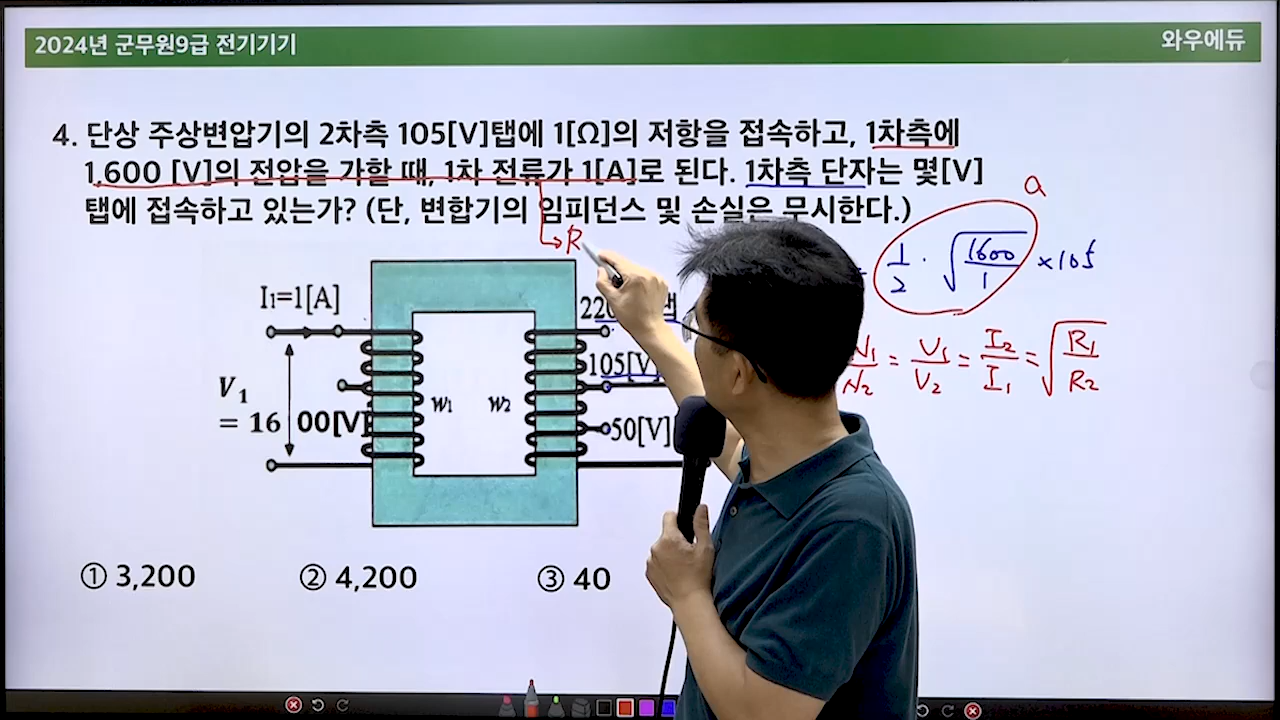 2024년 군무원9급 전기기기
와우에듀
4. 단상 주상변압기의 2차측 105[V]탭에 1[Ω]의 저항을 접속하고, 1차측에
1,600 [V]의 전압을 가할 때, 1차 전류가 1[A]로 된다. 1차측 단자는 몇[V]
탭에 접속하고 있는가? (단, 변합기의 임피던스 및 손실은 무시한다.)
a
1/2 · √(1600/1) ×105
→R
I₁=1[A]
105[V]
N₁/N₂ = V₁/V₂ = I₂/I₁ = √(R₁/R₂)
V₁
= 16 00[V]
w₁ w₂
50[V]
① 3,200 ② 4,200 ③ 40